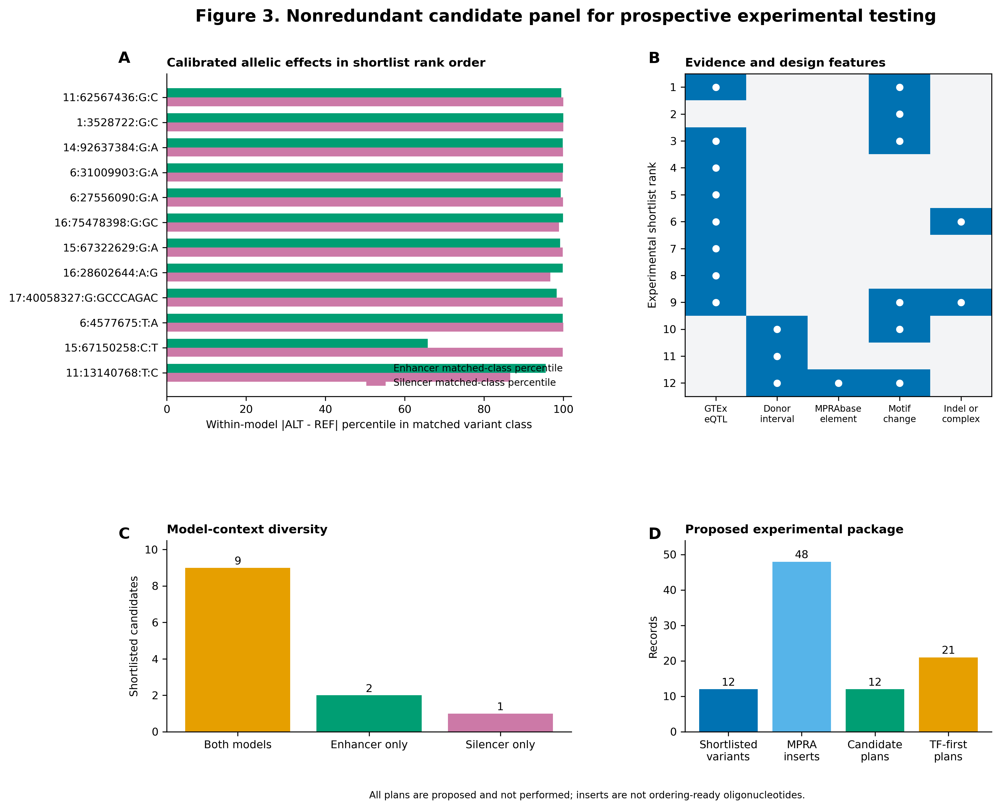 Figure 3. Nonredundant candidate panel for prospective experimental testing
A
Calibrated allelic effects in shortlist rank order
11:62567436:G:C
1:3528722:G:C
14:92637384:G:A
6:31009903:G:A
6:27556090:G:A
16:75478398:G:GC
15:67322629:G:A
16:28602644:A:G
17:40058327:G:GCCCAGAC
6:4577675:T:A
15:67150258:C:T
11:13140768:T:C
Enhancer matched-class percentile
Silencer matched-class percentile
0 20 40 60 80 100
Within-model |ALT - REF| percentile in matched variant class
B
Evidence and design features
Experimental shortlist rank
1
2
3
4
5
6
7
8
9
10
11
12
GTEx
eQTL
Donor
interval
MPRAbase
element
Motif
change
Indel or
complex
C
Model-context diversity
Shortlisted candidates
10
8
6
4
2
0
9
2
1
Both models
Enhancer only
Silencer only
D
Proposed experimental package
Records
50
40
30
20
10
0
12
48
12
21
Shortlisted
variants
MPRA
inserts
Candidate
plans
TF-first
plans
All plans are proposed and not performed; inserts are not ordering-ready oligonucleotides.